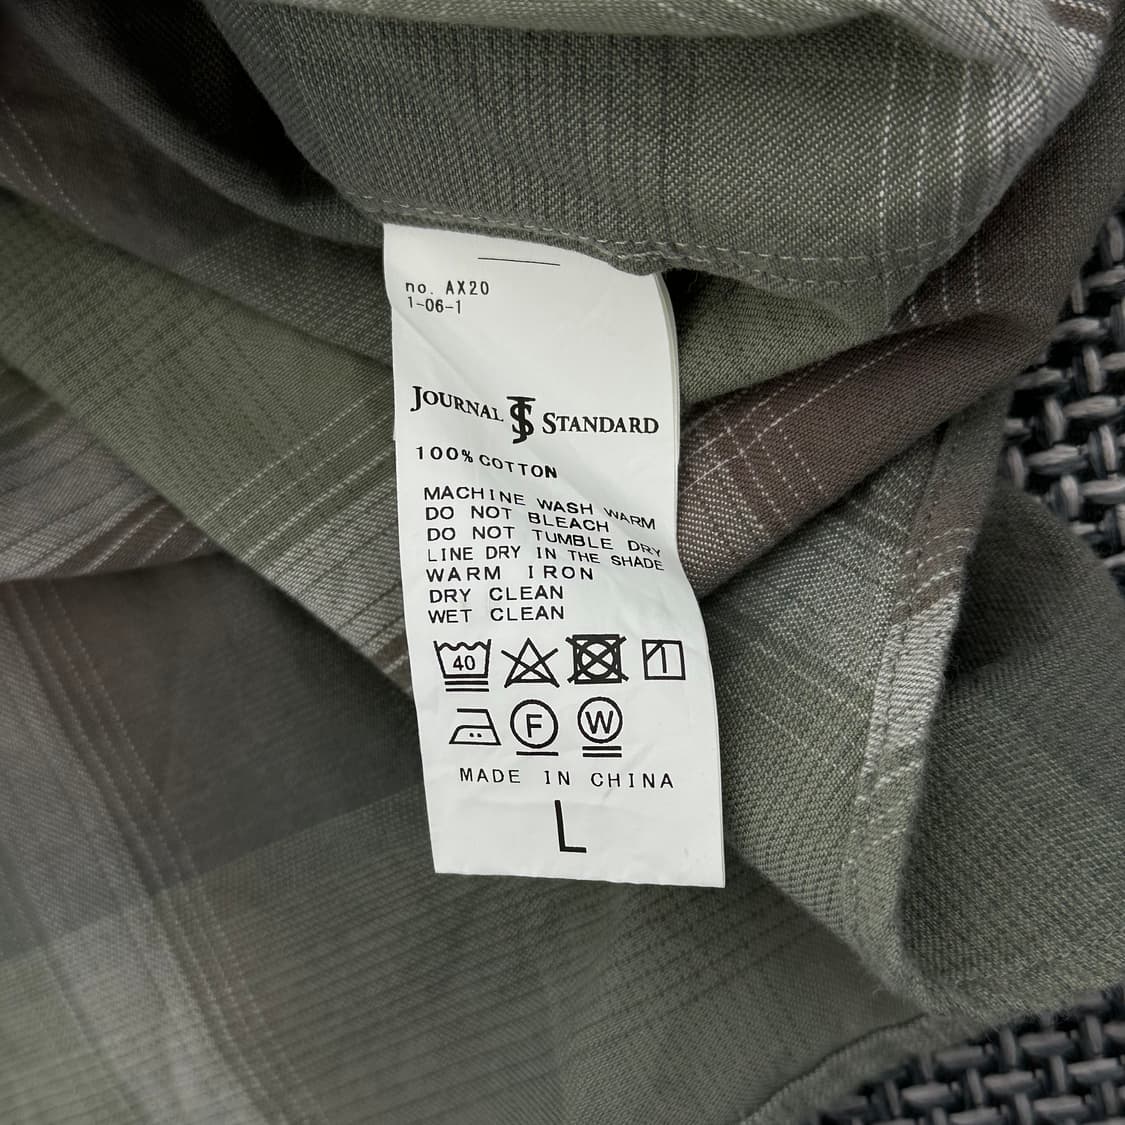 no. AX20
1-06-1
JOURNAL JS STANDARD
100% COTTON
MACHINE WASH WARM
DO NOT BLEACH
DO NOT TUMBLE DRY
LINE DRY IN THE SHADE
WARM IRON
DRY CLEAN
WET CLEAN
40
F W
MADE IN CHINA
L